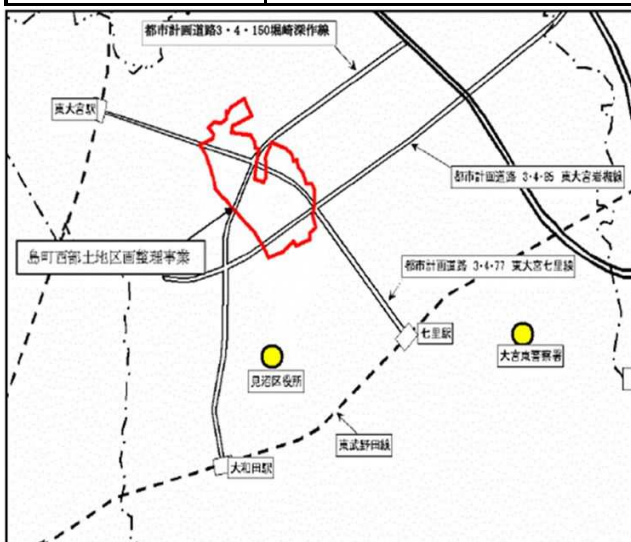 都市計画道路3・4・150堀崎深作線
東大宮駅
都市計画道路 3・4・85 東大宮岩槻線
島町西部土地区画整理事業
都市計画道路 3・4・77 東大宮七里線
七里駅
大宮東警察署
見沼区役所
東武野田線
大和田駅